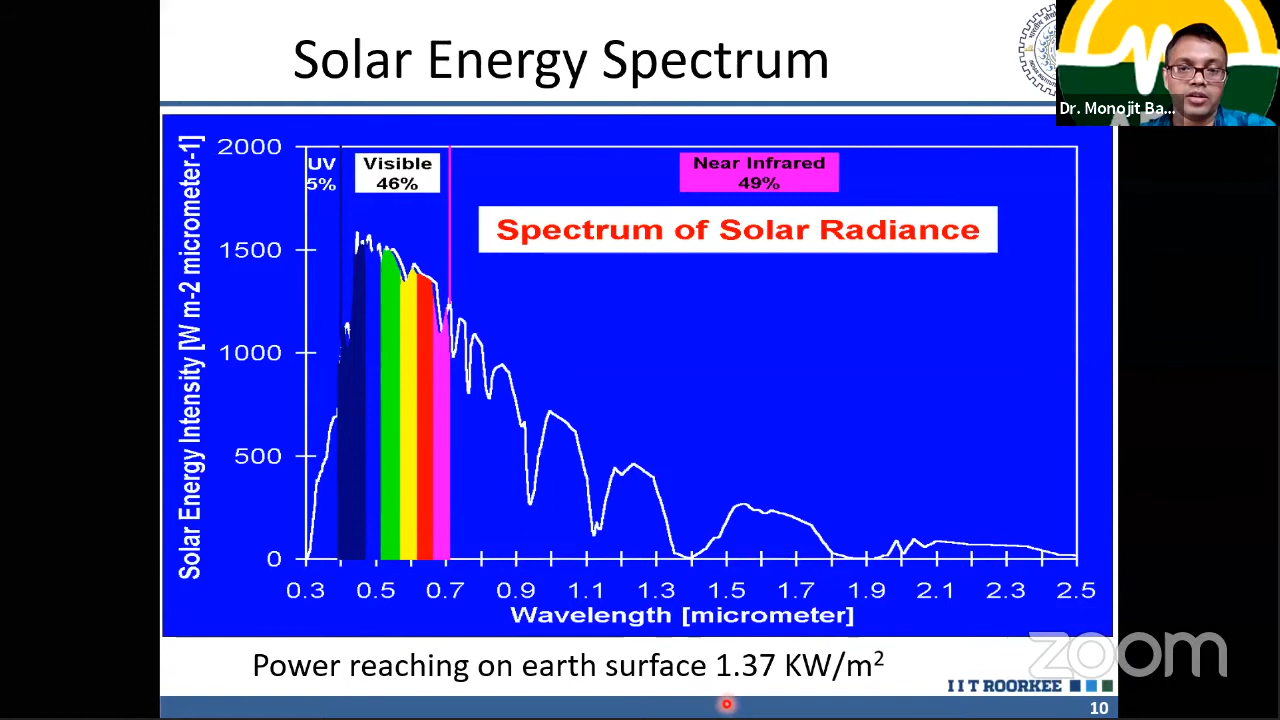 Solar Energy Spectrum
Dr. Monojit Ba...
Solar Energy Intensity [W m-2 micrometer-1]
2000
1500
1000
500
0
UV
5%
Visible
46%
Near Infrared
49%
Spectrum of Solar Radiance
0.3 0.5 0.7 0.9 1.1 1.3 1.5 1.7 1.9 2.1 2.3 2.5
Wavelength [micrometer]
Power reaching on earth surface 1.37 KW/m²
zoom
IIT ROORKEE
10